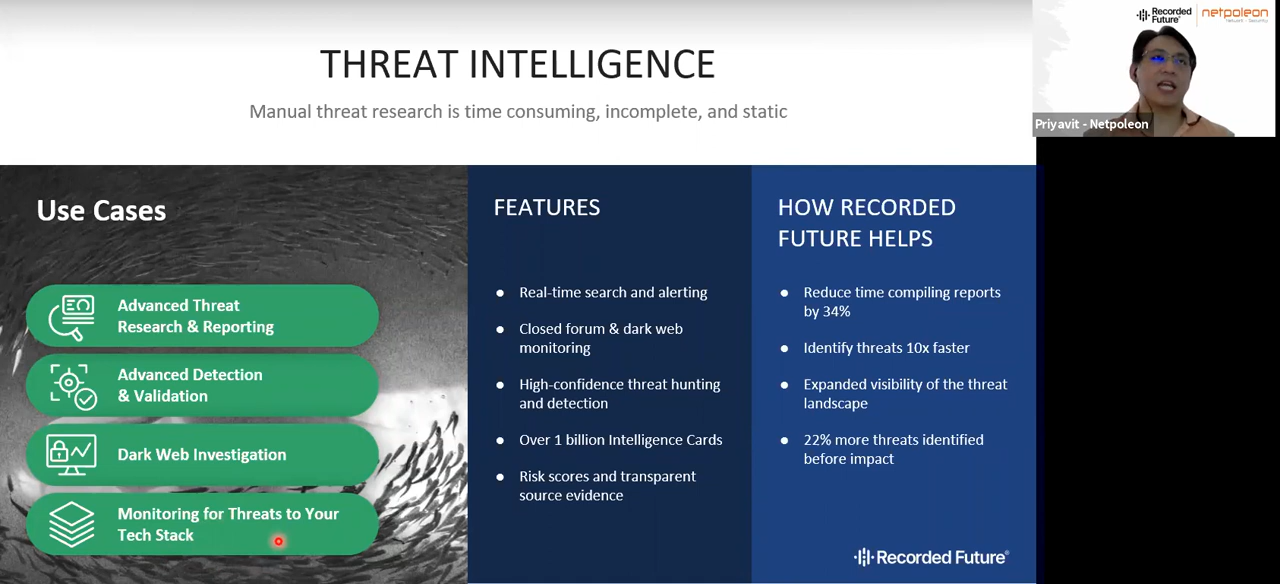 THREAT INTELLIGENCE
Manual threat research is time consuming, incomplete, and static
Recorded
Future®
netpoleon
Priyavit - Netpoleon
Use Cases
Advanced Threat
Research & Reporting
Advanced Detection
& Validation
Dark Web Investigation
Monitoring for Threats to Your
Tech Stack
FEATURES
● Real-time search and alerting
● Closed forum & dark web
monitoring
● High-confidence threat hunting
and detection
● Over 1 billion Intelligence Cards
● Risk scores and transparent
source evidence
HOW RECORDED
FUTURE HELPS
● Reduce time compiling reports
by 34%
● Identify threats 10x faster
● Expanded visibility of the threat
landscape
● 22% more threats identified
before impact
Recorded Future®